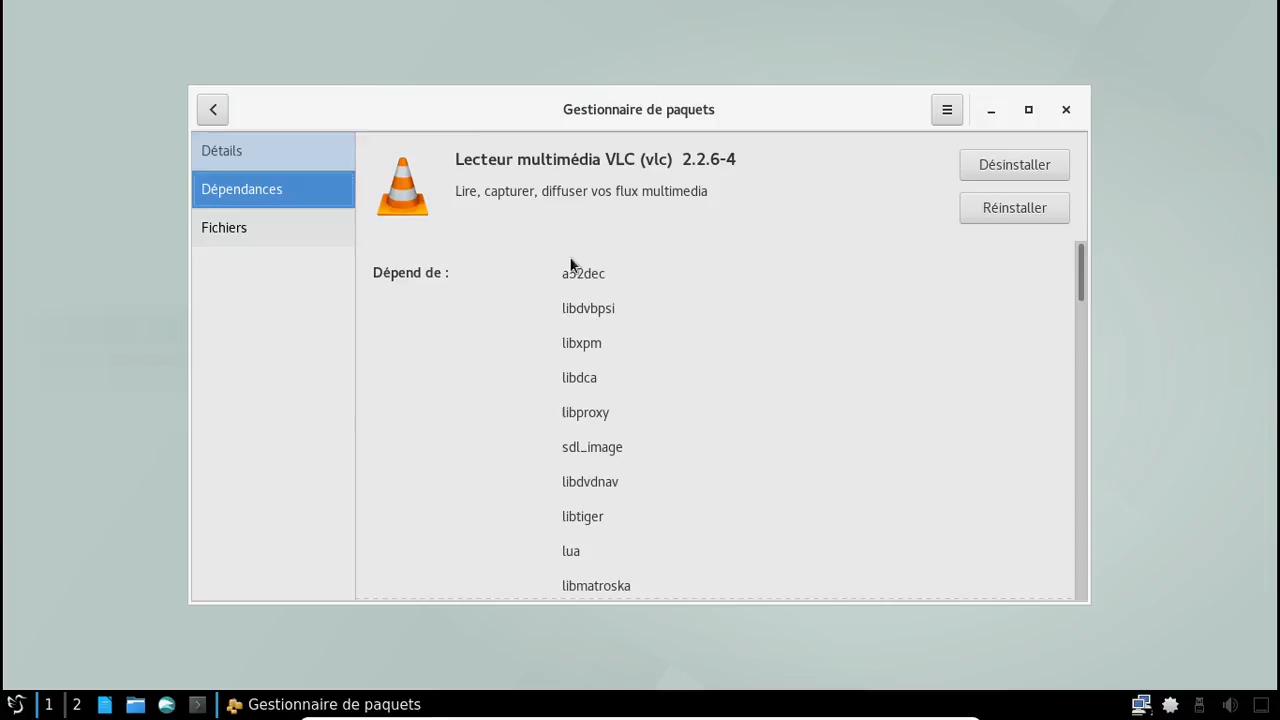 Gestionnaire de paquets
Détails
Dépendances
Fichiers
Lecteur multimédia VLC (vlc) 2.2.6-4
Lire, capturer, diffuser vos flux multimedia
Désinstaller
Réinstaller
Dépend de :
a52dec
libdvbpsi
libxpm
libdca
libproxy
sdl_image
libdvdnav
libtiger
lua
libmatroska
1 2 Gestionnaire de paquets